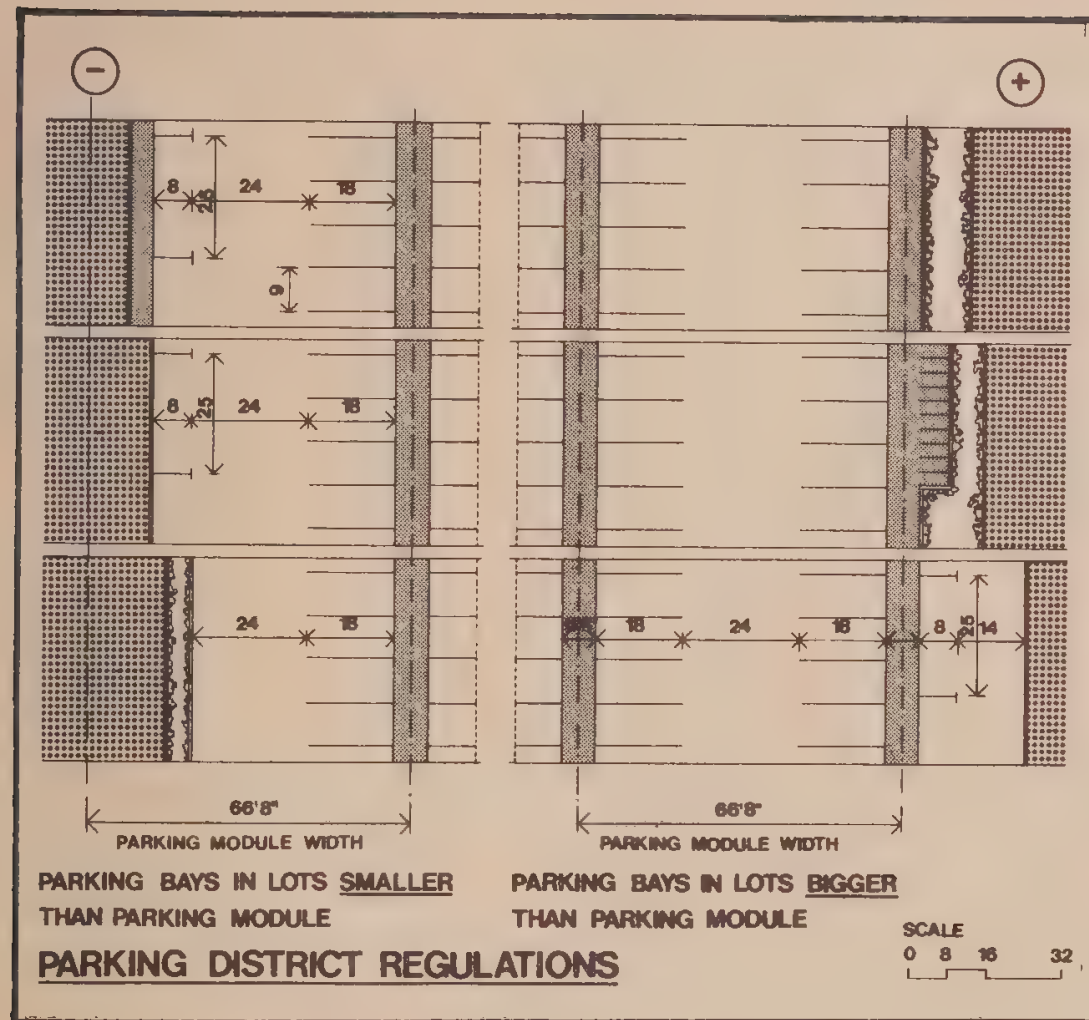 −
+
8 24 18
25
9
8 24 18
25
24 18
18 24 18 8 14
25
66'8"
PARKING MODULE WIDTH
66'8"
PARKING MODULE WIDTH
PARKING BAYS IN LOTS SMALLER
THAN PARKING MODULE
PARKING BAYS IN LOTS BIGGER
THAN PARKING MODULE
PARKING DISTRICT REGULATIONS
SCALE
0 8 16 32